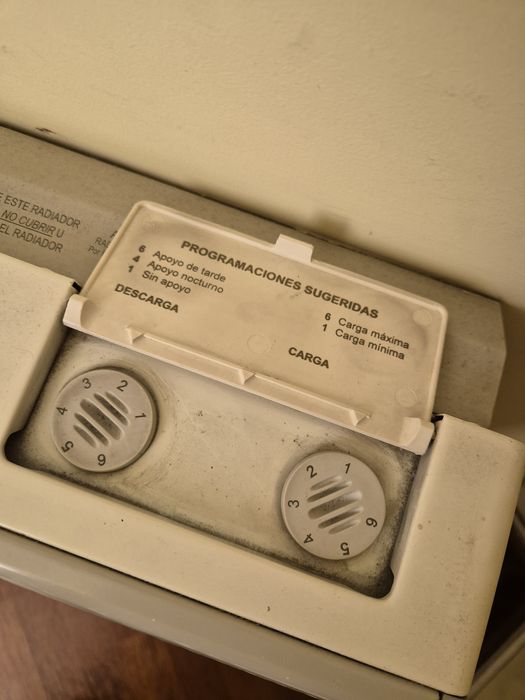 E ESTE RADIADOR
NO CUBRIR U
EL RADIADOR
PROGRAMACIONES SUGERIDAS
6 Apoyo de tarde
4 Apoyo nocturno
1 Sin apoyo
DESCARGA
6 Carga máxima
1 Carga mínima
CARGA
1 2 3 4 5 6
1 2 3 4 5 6